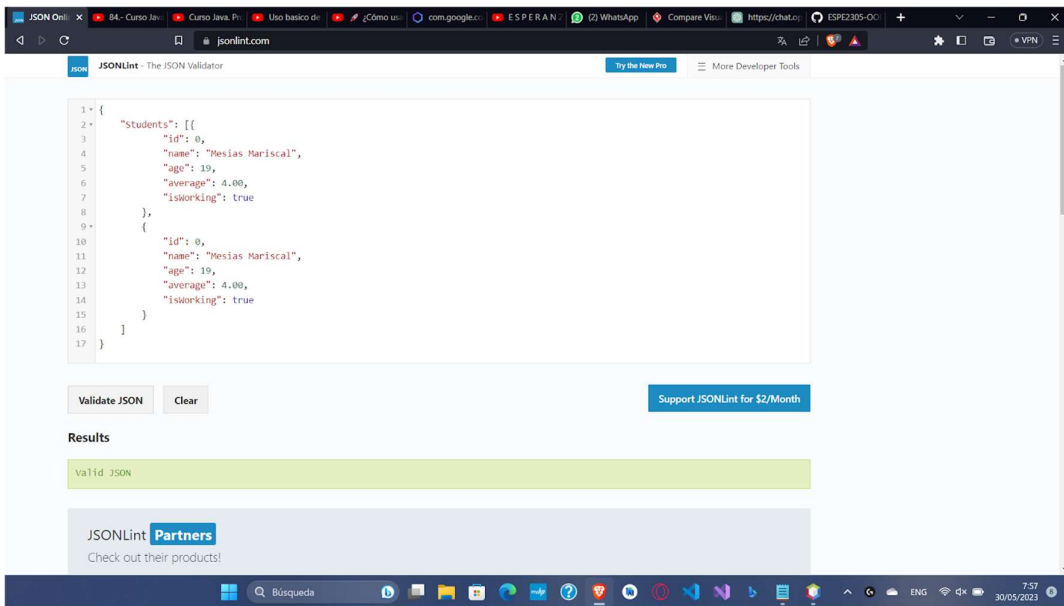 JSON Onli
84.- Curso Jav
Curso Java. Pr
Uso basico de
¿Cómo us
com.google.co
E S P E R A N
(2) WhatsApp
Compare Visu
https://chat.op
ESPE2305-OO
jsonlint.com
VPN
JSON
JSONLint - The JSON Validator
Try the New Pro
More Developer Tools
1 {
2 "Students": [{
3 "id": 0,
4 "name": "Mesias Mariscal",
5 "age": 19,
6 "average": 4.00,
7 "isWorking": true
8 },
9 {
10 "id": 0,
11 "name": "Mesias Mariscal",
12 "age": 19,
13 "average": 4.00,
14 "isWorking": true
15 }
16 ]
17 }
Validate JSON
Clear
Support JSONLint for $2/Month
Results
Valid JSON
JSONLint Partners
Check out their products!
Búsqueda
ENG
7:57
30/05/2023